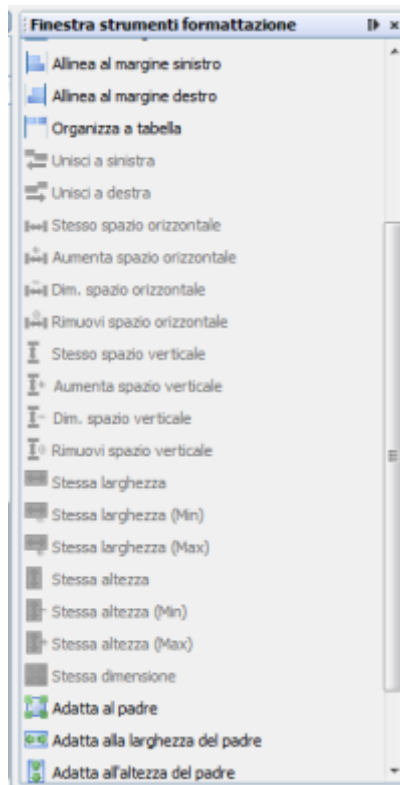 Finestra strumenti formattazione
Allinea al margine sinistro
Allinea al margine destro
Organizza a tabella
Unisci a sinistra
Unisci a destra
Stesso spazio orizzontale
Aumenta spazio orizzontale
Dim. spazio orizzontale
Rimuovi spazio orizzontale
Stesso spazio verticale
Aumenta spazio verticale
Dim. spazio verticale
Rimuovi spazio verticale
Stessa larghezza
Stessa larghezza (Min)
Stessa larghezza (Max)
Stessa altezza
Stessa altezza (Min)
Stessa altezza (Max)
Stessa dimensione
Adatta al padre
Adatta alla larghezza del padre
Adatta all'altezza del padre